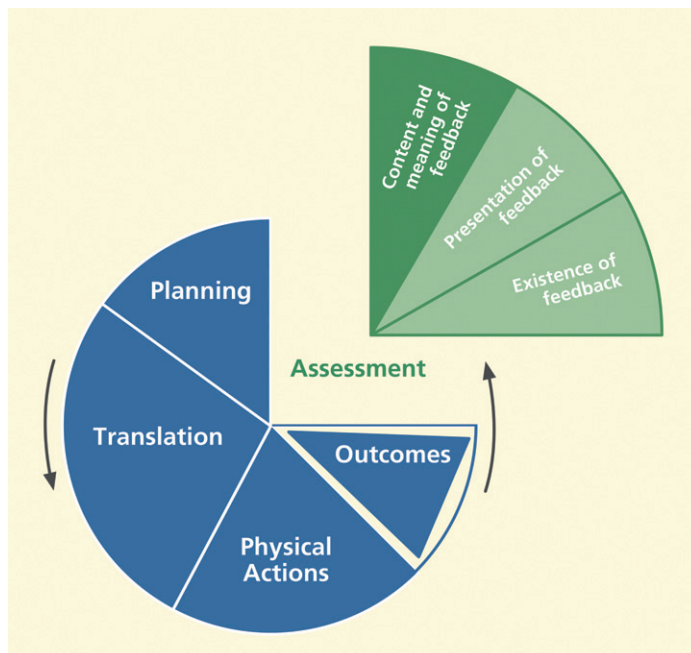 Content and
meaning of
feedback
Presentation of
feedback
Existence of
feedback
Planning
Assessment
Translation
Outcomes
Physical
Actions